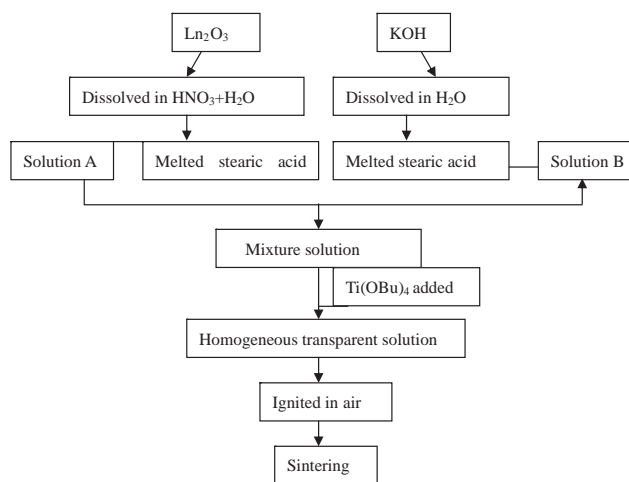 Ln₂O₃
KOH
Dissolved in HNO₃+H₂O
Dissolved in H₂O
Solution A
Melted stearic acid
Melted stearic acid
Solution B
Mixture solution
Ti(OBu)₄ added
Homogeneous transparent solution
Ignited in air
Sintering